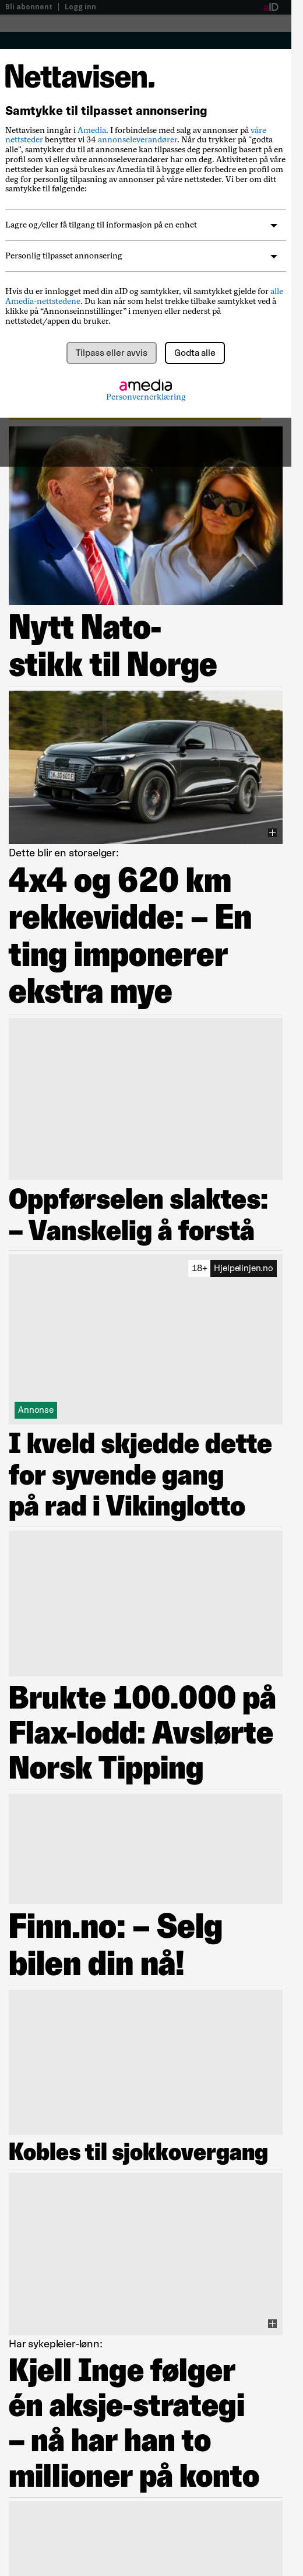 Bli abonnent | Logg inn
aID
Nettavisen.
Samtykke til tilpasset annonsering
Nettavisen inngår i Amedia. I forbindelse med salg av annonser på våre
nettsteder benytter vi 34 annonseleverandører. Når du trykker på "godta
alle", samtykker du til at annonsene kan tilpasses deg personlig basert på en
profil som vi eller våre annonseleverandører har om deg. Aktiviteten på våre
nettsteder kan også brukes av Amedia til å bygge eller forbedre en profil om
deg for personlig tilpasning av annonser på våre nettsteder. Vi ber om ditt
samtykke til følgende:
Lagre og/eller få tilgang til informasjon på en enhet
Personlig tilpasset annonsering
Hvis du er innlogget med din aID og samtykker, vil samtykket gjelde for alle
Amedia-nettstedene. Du kan når som helst trekke tilbake samtykket ved å
klikke på “Annonseinnstillinger” i menyen eller nederst på
nettstedet/appen du bruker.
Tilpass eller avvis
Godta alle
amedia
Personvernerklæring
Nytt Nato-
stikk til Norge
Dette blir en storselger:
4x4 og 620 km
rekkevidde: – En
ting imponerer
ekstra mye
Oppførselen slaktes:
– Vanskelig å forstå
18+ Hjelpelinjen.no
Annonse
I kveld skjedde dette
for syvende gang
på rad i Vikinglotto
Brukte 100.000 på
Flax-lodd: Avslørte
Norsk Tipping
Finn.no: – Selg
bilen din nå!
Kobles til sjokkovergang
Har sykepleier-lønn:
Kjell Inge følger
én aksje-strategi
– nå har han to
millioner på konto